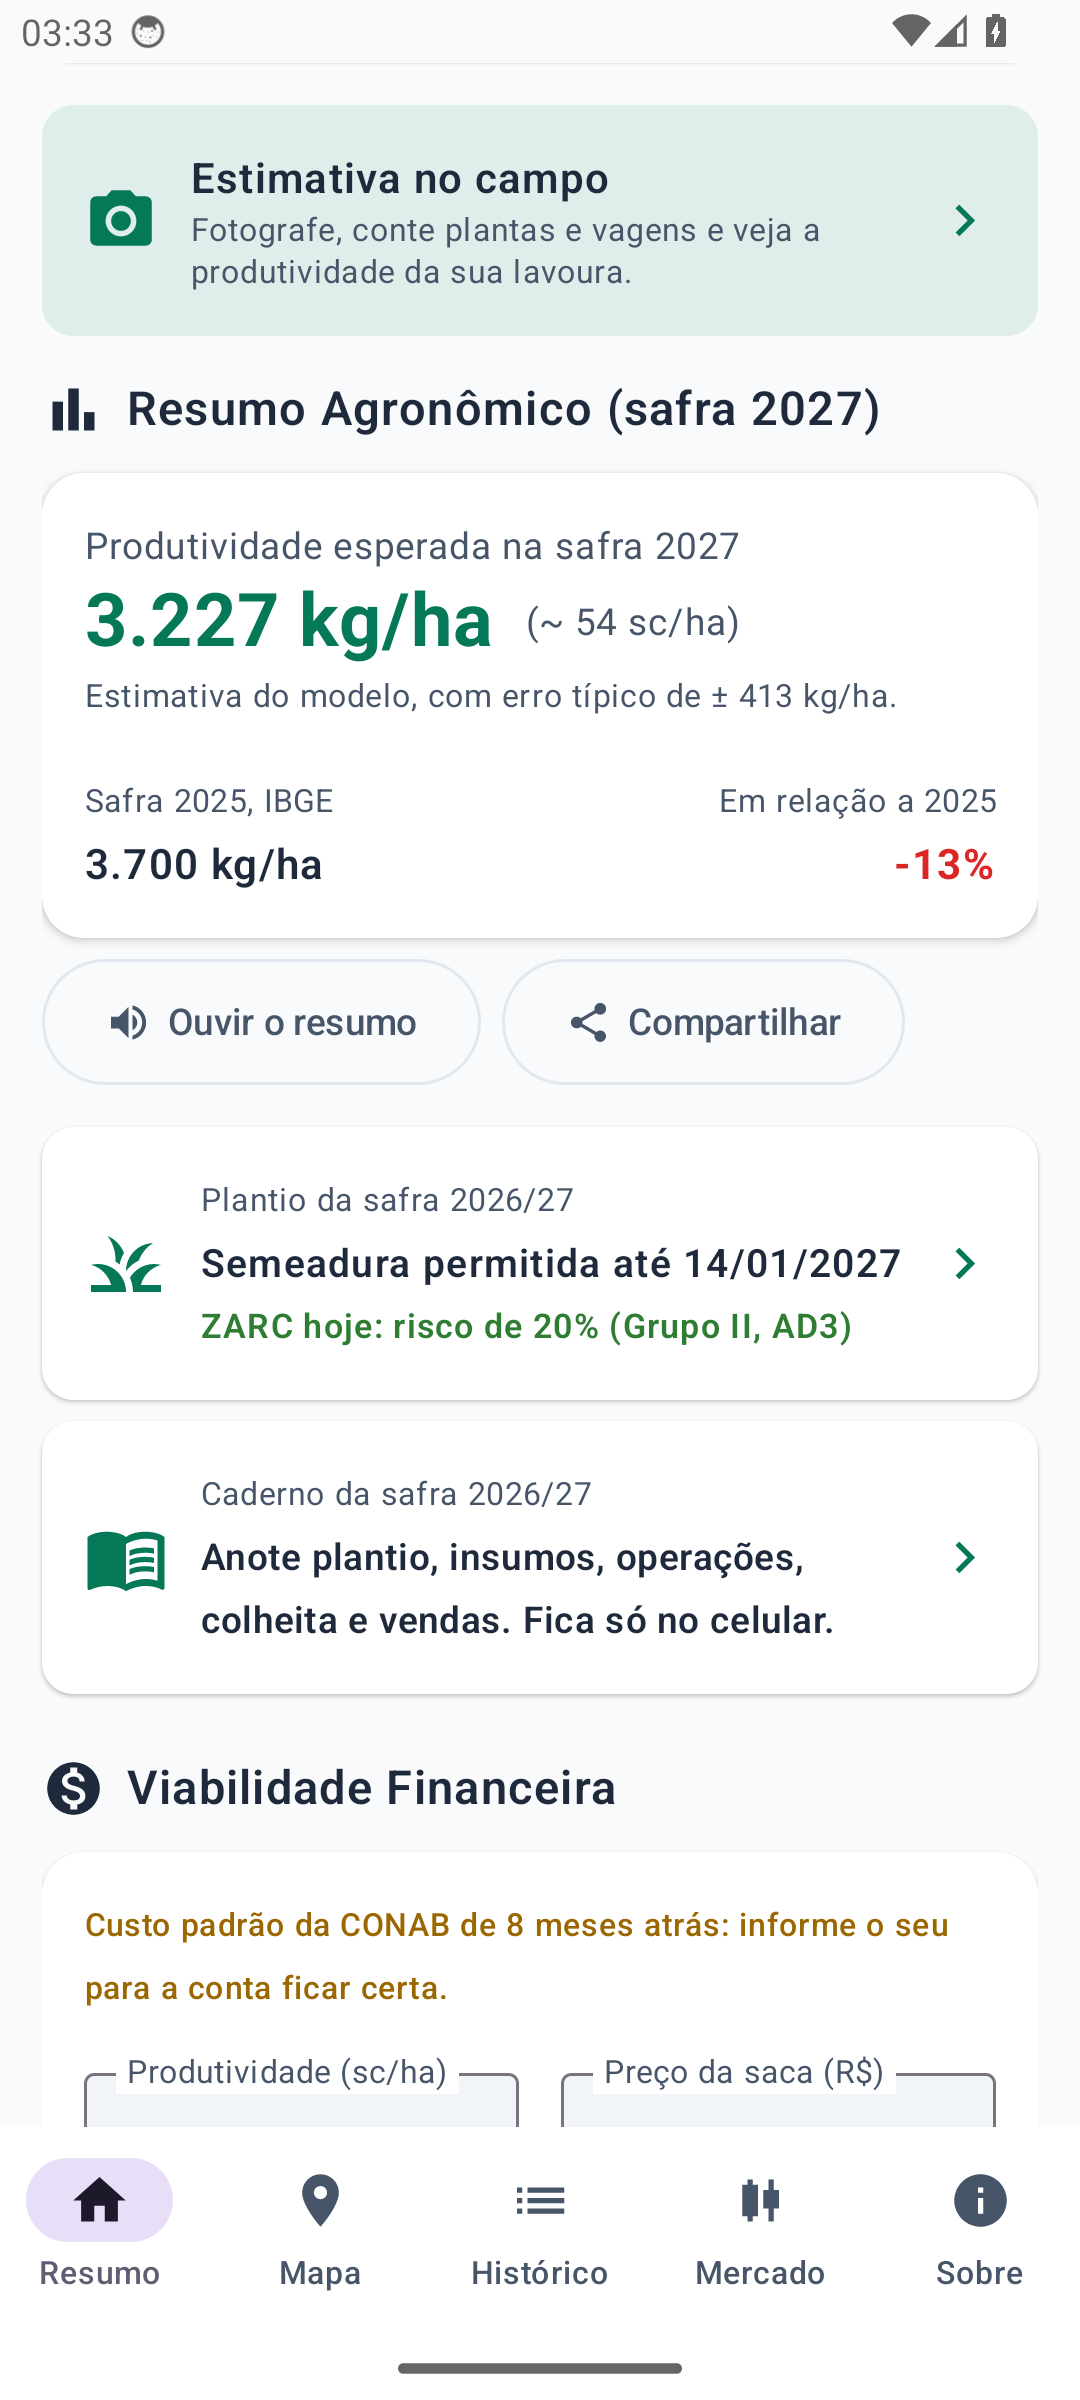 03:33
Estimativa no campo
Fotografe, conte plantas e vagens e veja a
produtividade da sua lavoura.
Resumo Agronômico (safra 2027)
Produtividade esperada na safra 2027
3.227 kg/ha (~ 54 sc/ha)
Estimativa do modelo, com erro típico de ± 413 kg/ha.
Safra 2025, IBGE Em relação a 2025
3.700 kg/ha -13%
Ouvir o resumo Compartilhar
Plantio da safra 2026/27
Semeadura permitida até 14/01/2027
ZARC hoje: risco de 20% (Grupo II, AD3)
Caderno da safra 2026/27
Anote plantio, insumos, operações,
colheita e vendas. Fica só no celular.
Viabilidade Financeira
Custo padrão da CONAB de 8 meses atrás: informe o seu
para a conta ficar certa.
Produtividade (sc/ha) Preço da saca (R$)
Resumo Mapa Histórico Mercado Sobre